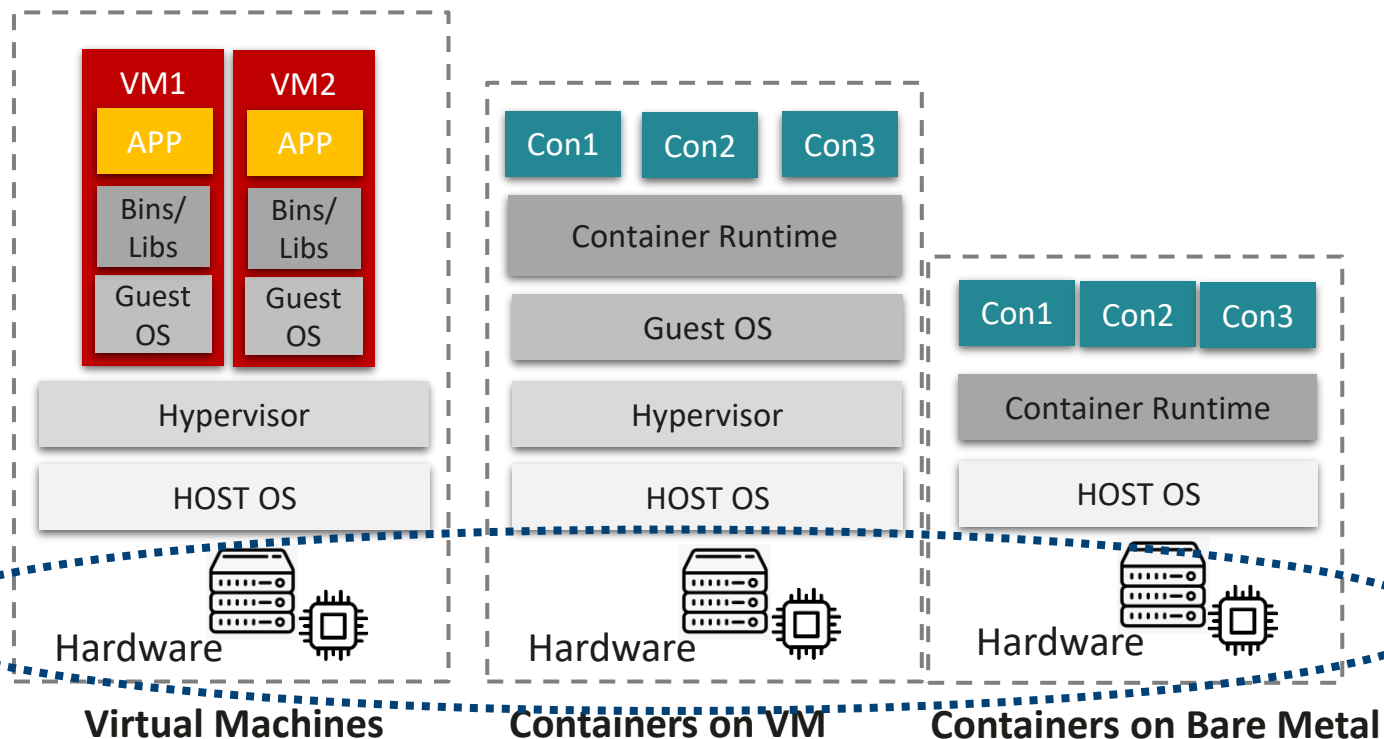 VM1
APP
Bins/
Libs
Guest
OS
VM2
APP
Bins/
Libs
Guest
OS
Hypervisor
HOST OS
Hardware
Virtual Machines
Con1
Con2
Con3
Container Runtime
Guest OS
Hypervisor
HOST OS
Hardware
Containers on VM
Con1
Con2
Con3
Container Runtime
HOST OS
Hardware
Containers on Bare Metal